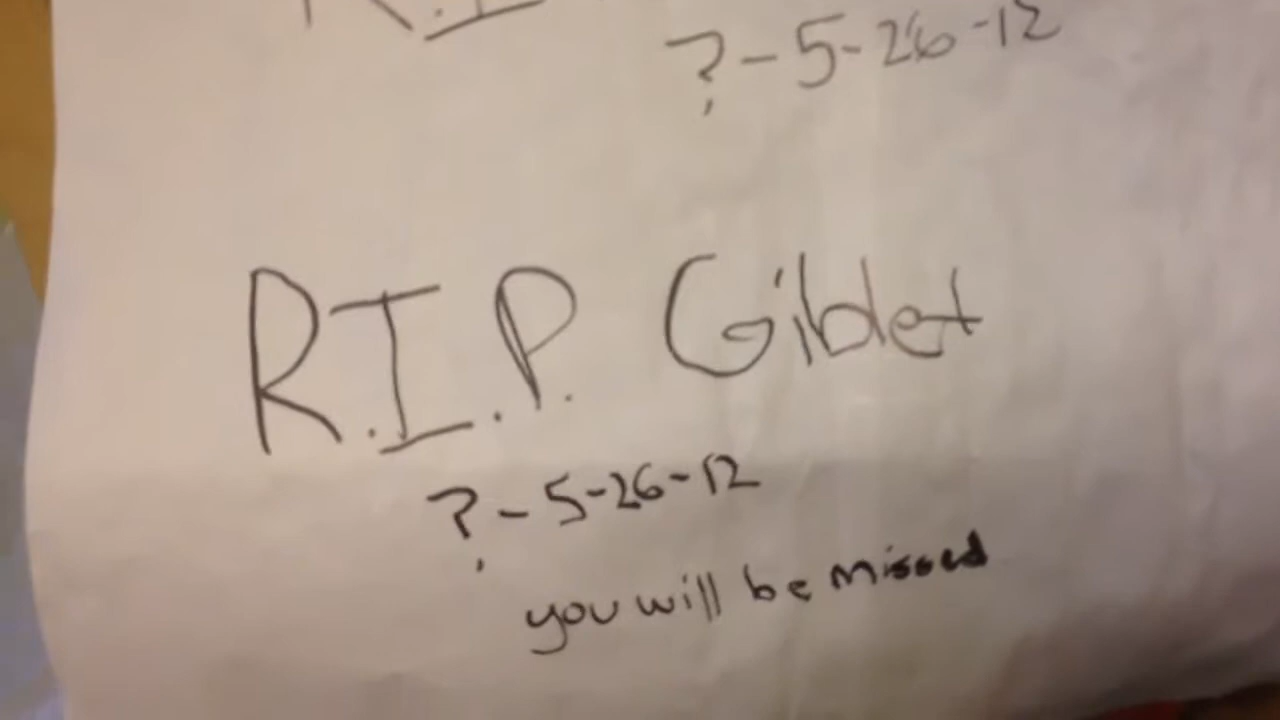 R.I
? - 5-26-12
R.I.P. Giblet
? - 5-26-12
you will be missed